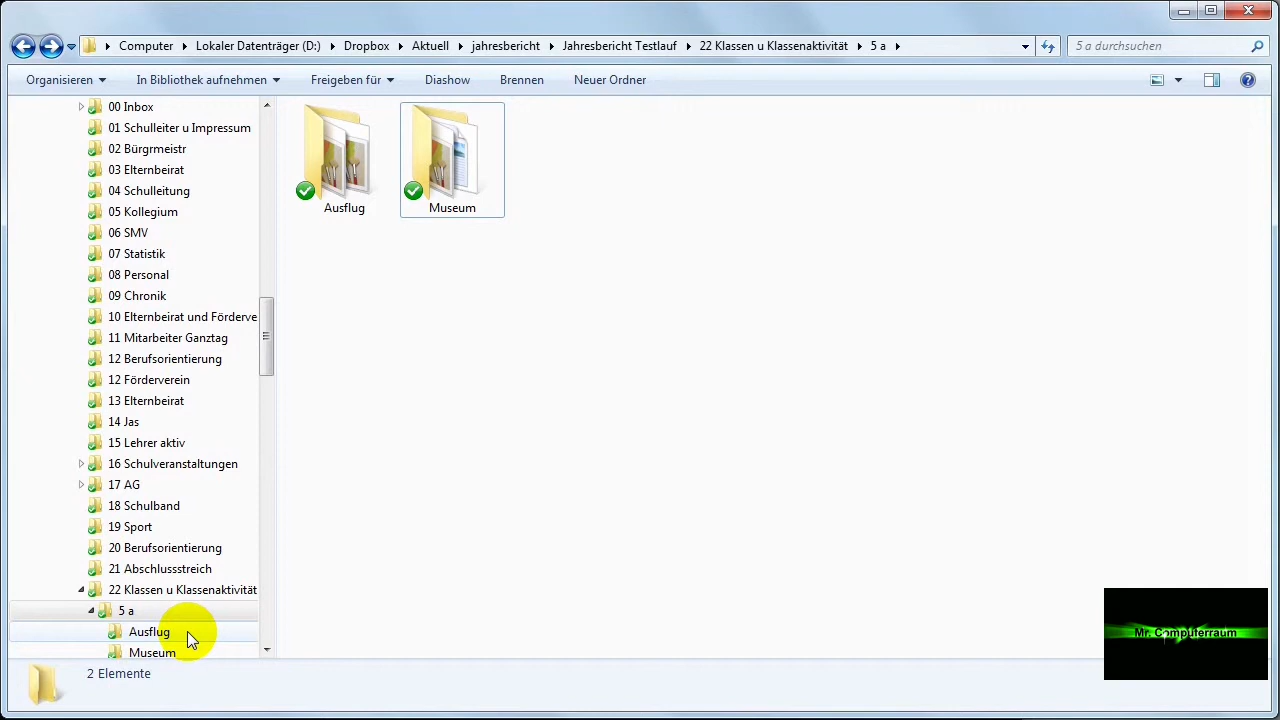 Computer Lokaler Datenträger (D:) Dropbox Aktuell jahresbericht Jahresbericht Testlauf 22 Klassen u Klassenaktivität 5 a
5 a durchsuchen
Organisieren In Bibliothek aufnehmen Freigeben für Diashow Brennen Neuer Ordner
00 Inbox
01 Schulleiter u Impressum
02 Bürgrmeistr
03 Elternbeirat
04 Schulleitung
05 Kollegium
06 SMV
07 Statistik
08 Personal
09 Chronik
10 Elternbeirat und Förderve
11 Mitarbeiter Ganztag
12 Berufsorientierung
12 Förderverein
13 Elternbeirat
14 Jas
15 Lehrer aktiv
16 Schulveranstaltungen
17 AG
18 Schulband
19 Sport
20 Berufsorientierung
21 Abschlussstreich
22 Klassen u Klassenaktivität
5 a
Ausflug
Museum
Ausflug
Museum
2 Elemente
Mr. Computerraum